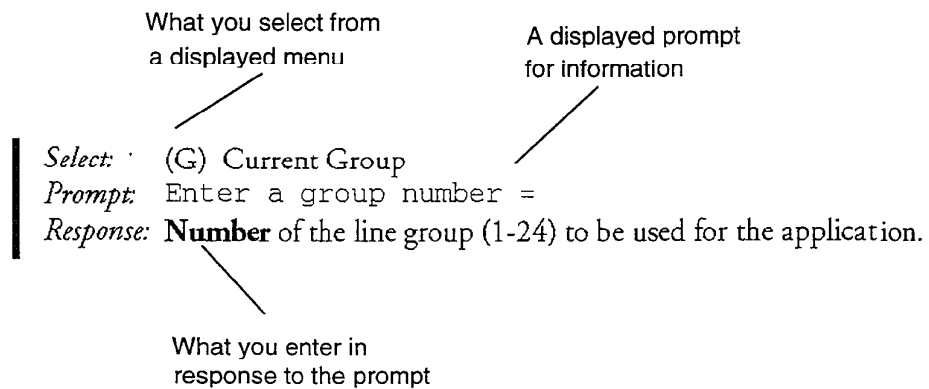 What you select from
a displayed menu
A displayed prompt
for information
Select: (G) Current Group
Prompt: Enter a group number =
Response: Number of the line group (1-24) to be used for the application.
What you enter in
response to the prompt